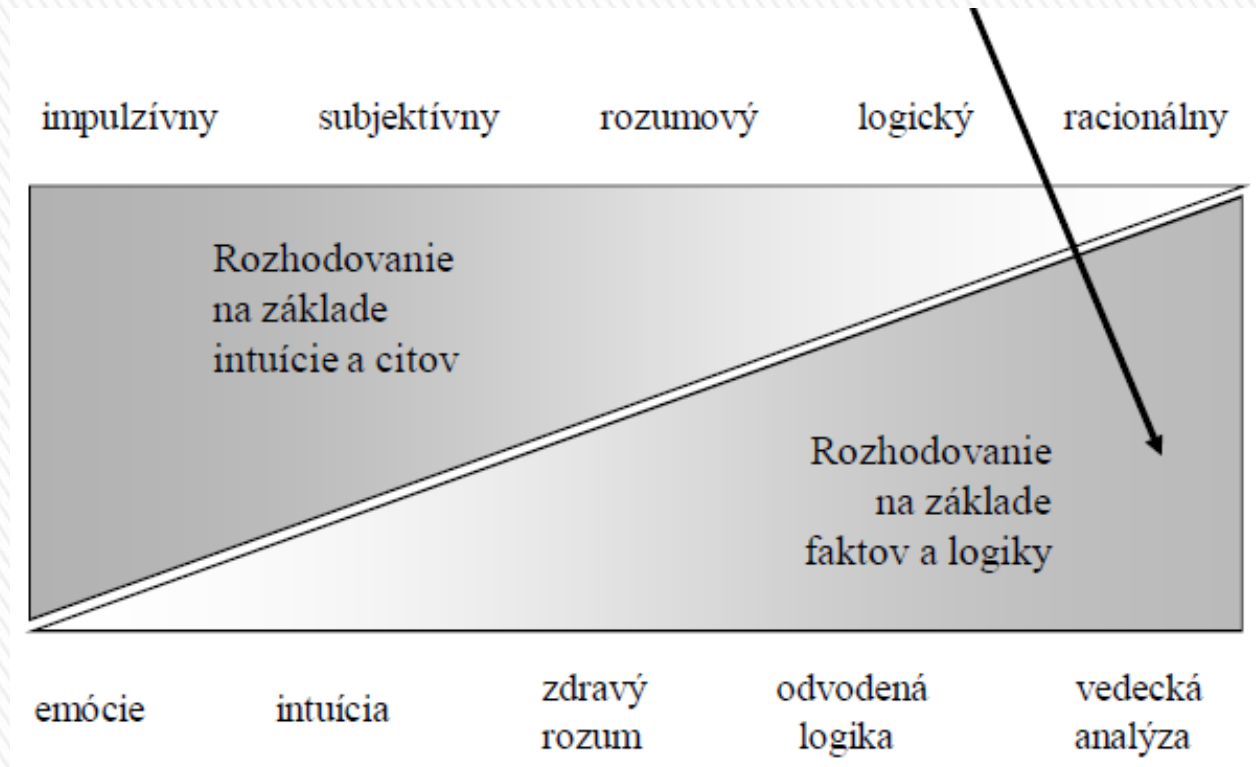 impulzívny subjektívny rozumový logický racionálny
Rozhodovanie
na základe
intuície a citov
Rozhodovanie
na základe
faktov a logiky
emócie intuícia zdravý rozum odvodená logika vedecká analýza